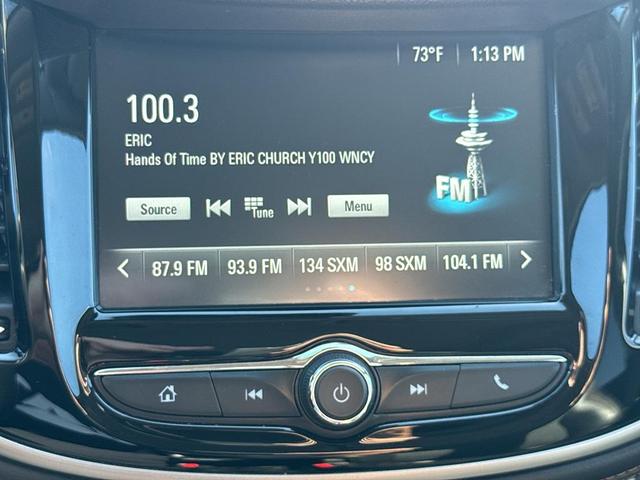 73°F 1:13 PM
100.3
ERIC
Hands Of Time BY ERIC CHURCH Y100 WNCY
FM
Source Tune Menu
87.9 FM 93.9 FM 134 SXM 98 SXM 104.1 FM